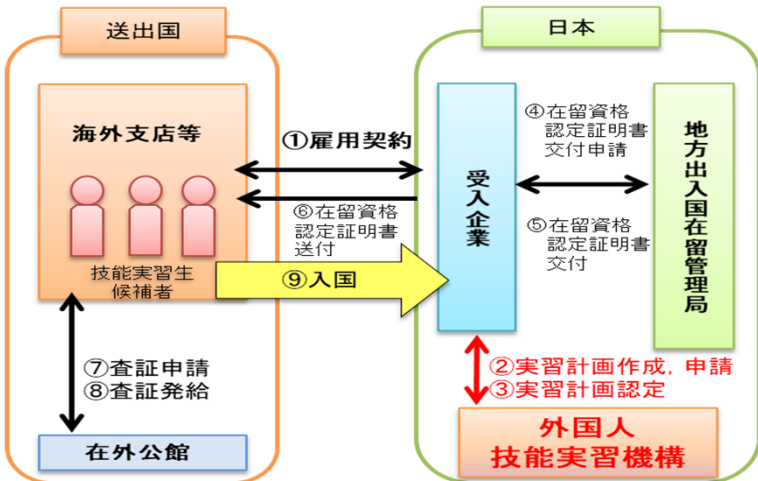 送出国
日本
海外支店等
技能実習生
候補者
①雇用契約
⑥在留資格
認定証明書
送付
⑨入国
⑦査証申請
⑧査証発給
在外公館
受入企業
④在留資格
認定証明書
交付申請
⑤在留資格
認定証明書
交付
地方出入国在留管理局
②実習計画作成，申請
③実習計画認定
外国人
技能実習機構